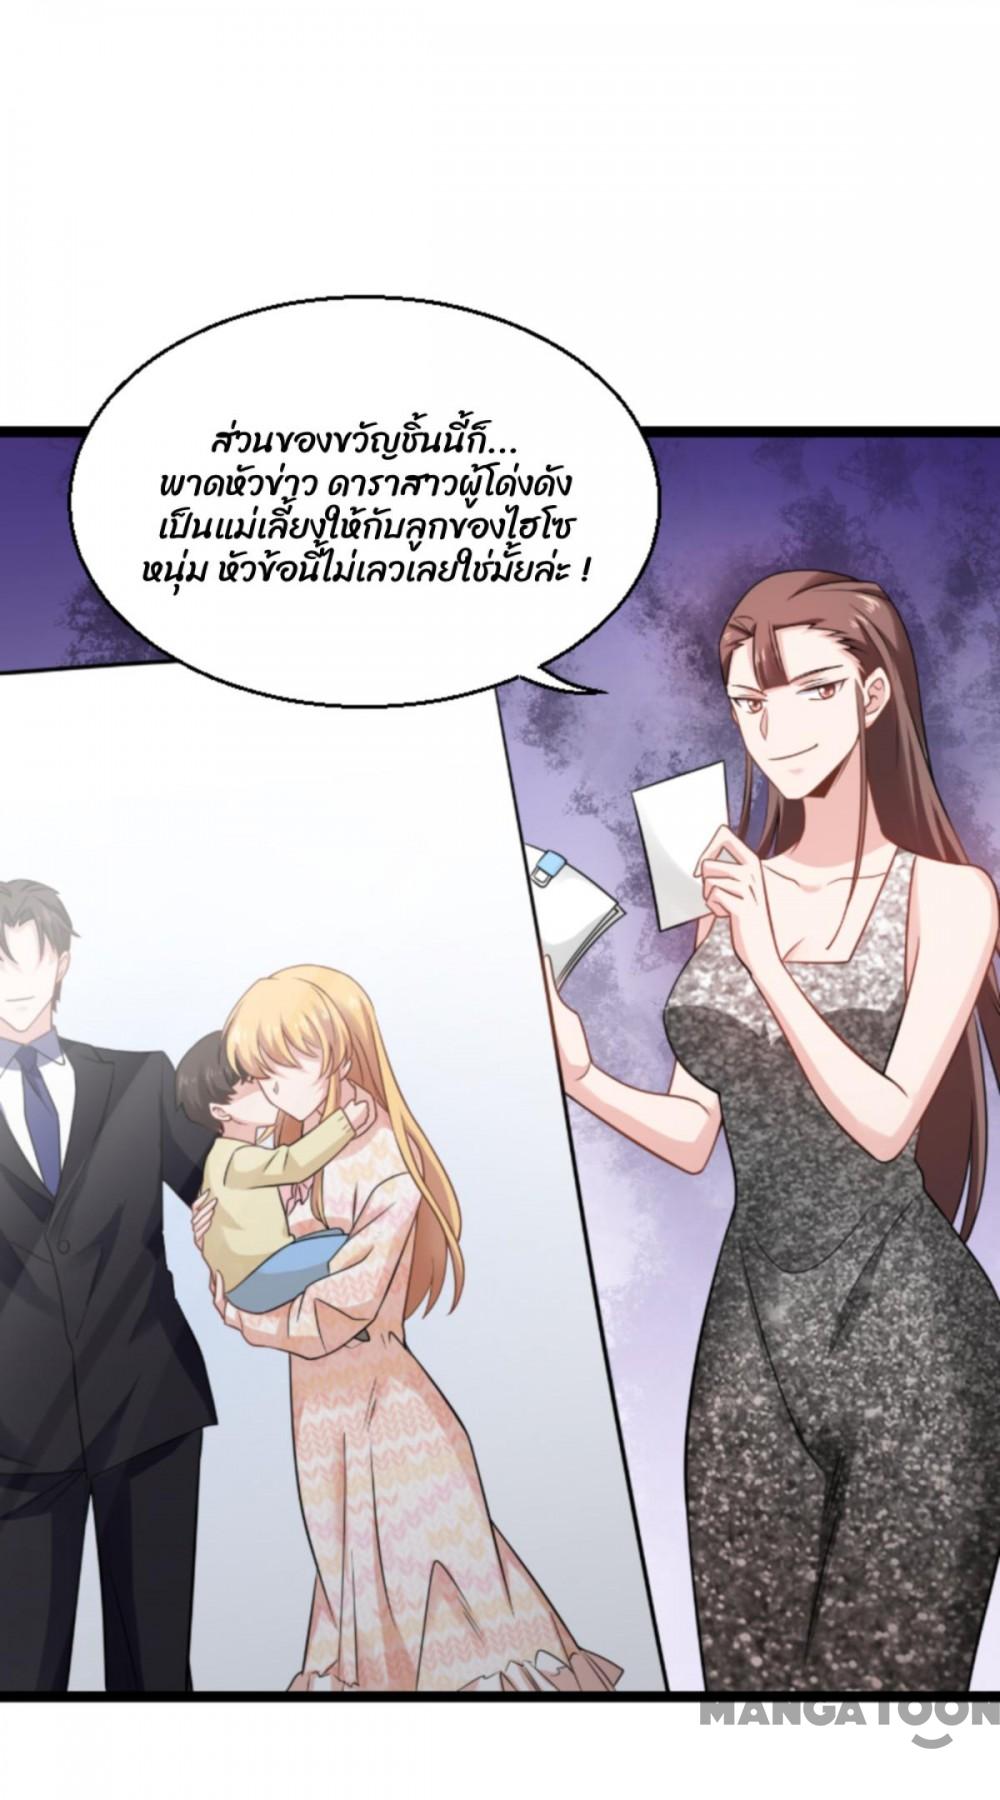 ส่วนของขวัญชิ้นนี้ก็...
พาดหัวข่าว ดาราสาวผู้โด่งดัง
เป็นแม่เลี้ยงให้กับลูกของไฮโซ
หนุ่ม หัวข้อนี้ไม่เลวเลยใช่มั้ยล่ะ !
MANGATOON